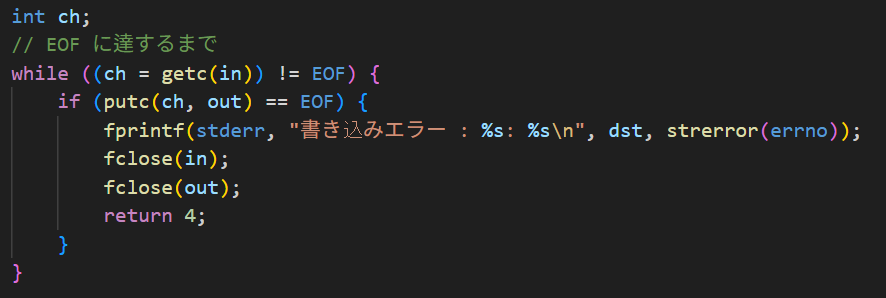 int ch;
// EOF に達するまで
while ((ch = getc(in)) != EOF) {
    if (putc(ch, out) == EOF) {
        fprintf(stderr, "書き込みエラー : %s: %s\n", dst, strerror(errno));
        fclose(in);
        fclose(out);
        return 4;
    }
}